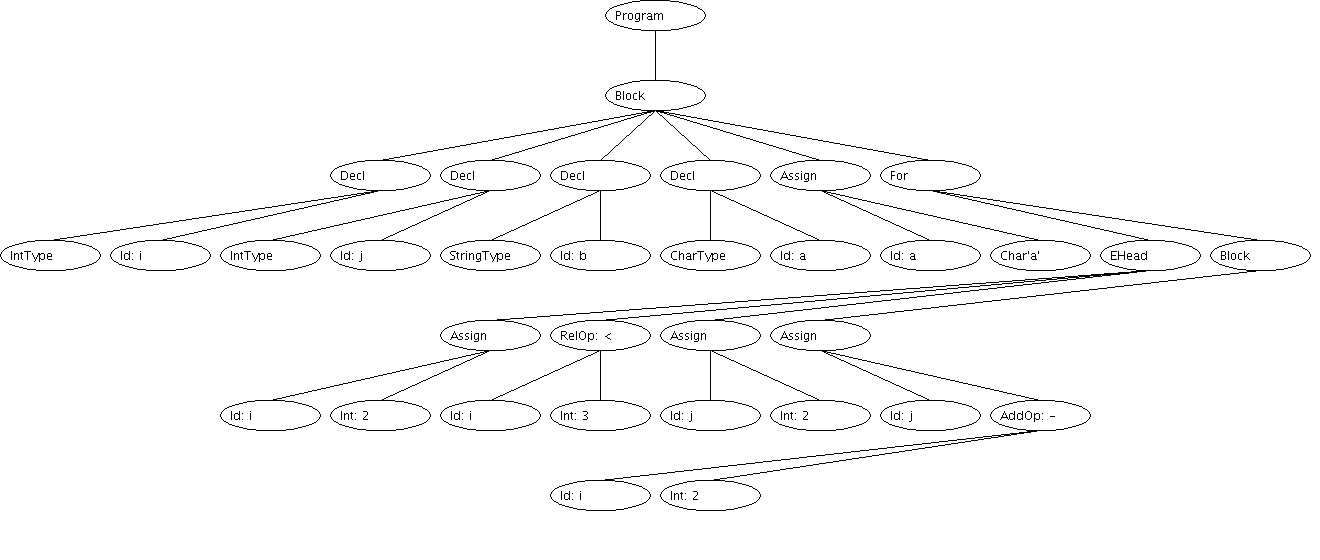 Program
Block
Decl
Decl
Decl
Decl
Assign
For
IntType
Id: i
IntType
Id: j
StringType
Id: b
CharType
Id: a
Id: a
Char'a'
EHead
Block
Assign
RelOp: <
Assign
Assign
Id: i
Int: 2
Id: i
Int: 3
Id: j
Int: 2
Id: j
AddOp: -
Id: i
Int: 2